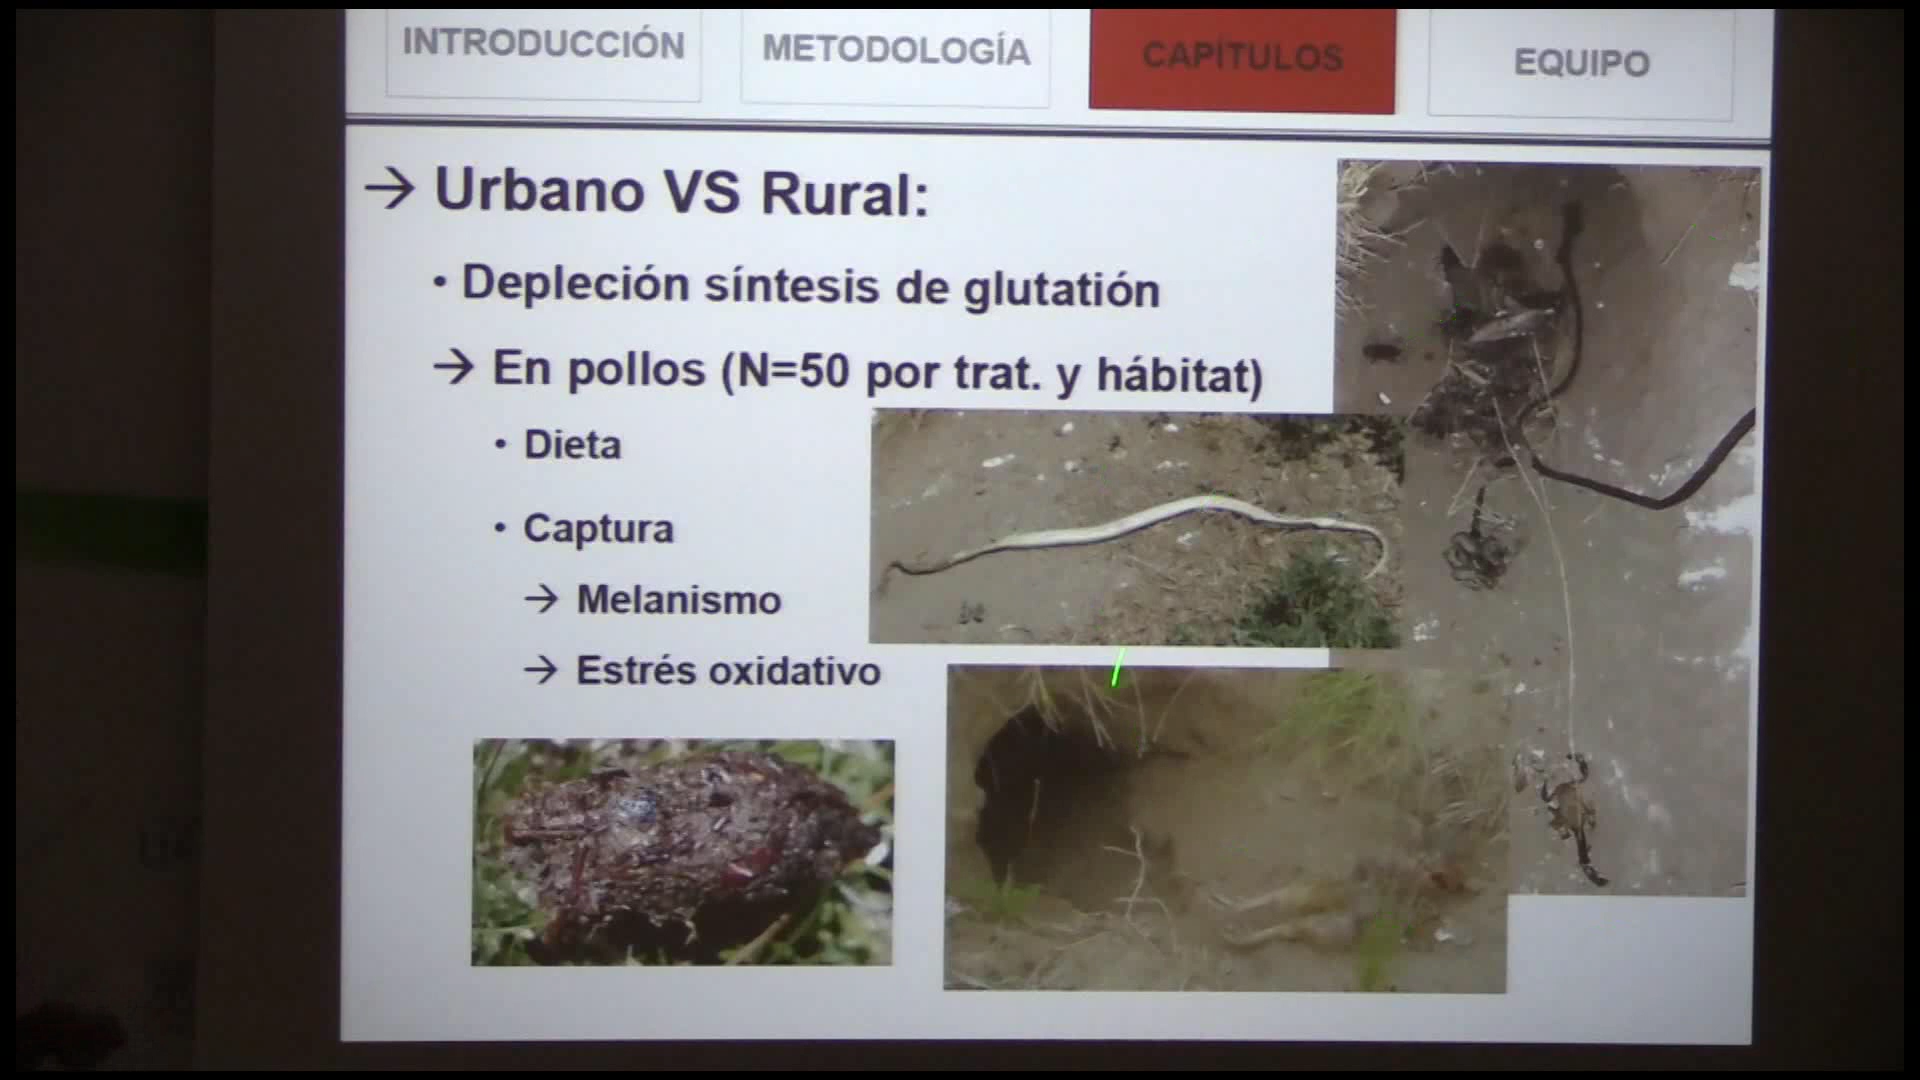 INTRODUCCIÓN
METODOLOGÍA
CAPÍTULOS
EQUIPO
→ Urbano VS Rural:
• Depleción síntesis de glutatión
→ En pollos (N=50 por trat. y hábitat)
• Dieta
• Captura
→ Melanismo
→ Estrés oxidativo